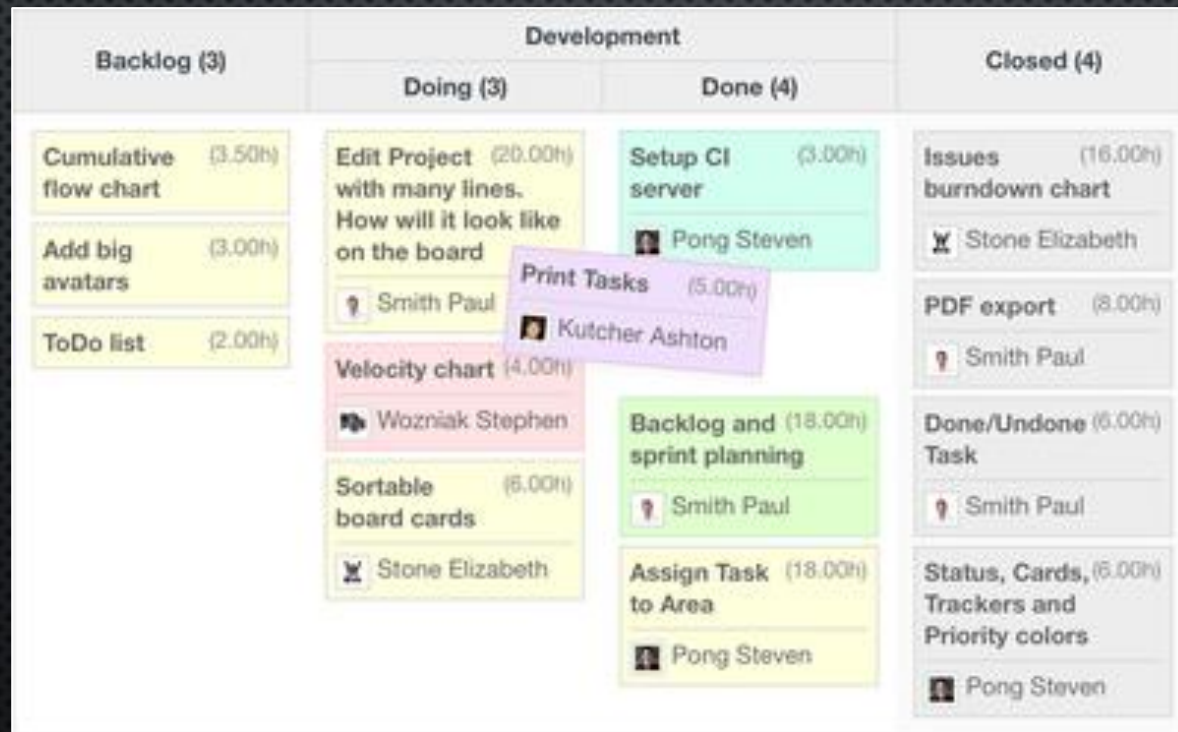 Backlog (3)
Development
Doing (3)
Done (4)
Closed (4)
Cumulative (3.50h)
flow chart
Add big (3.00h)
avatars
ToDo list (2.00h)
Edit Project (20.00h)
with many lines.
How will it look like
on the board
Smith Paul
Velocity chart (4.00h)
Wozniak Stephen
Sortable (6.00h)
board cards
Stone Elizabeth
Setup CI (3.00h)
server
Pong Steven
Print Tasks (5.00h)
Kutcher Ashton
Backlog and (18.00h)
sprint planning
Smith Paul
Assign Task (18.00h)
to Area
Pong Steven
Issues (16.00h)
burndown chart
Stone Elizabeth
PDF export (8.00h)
Smith Paul
Done/Undone (6.00h)
Task
Smith Paul
Status, Cards, (6.00h)
Trackers and
Priority colors
Pong Steven